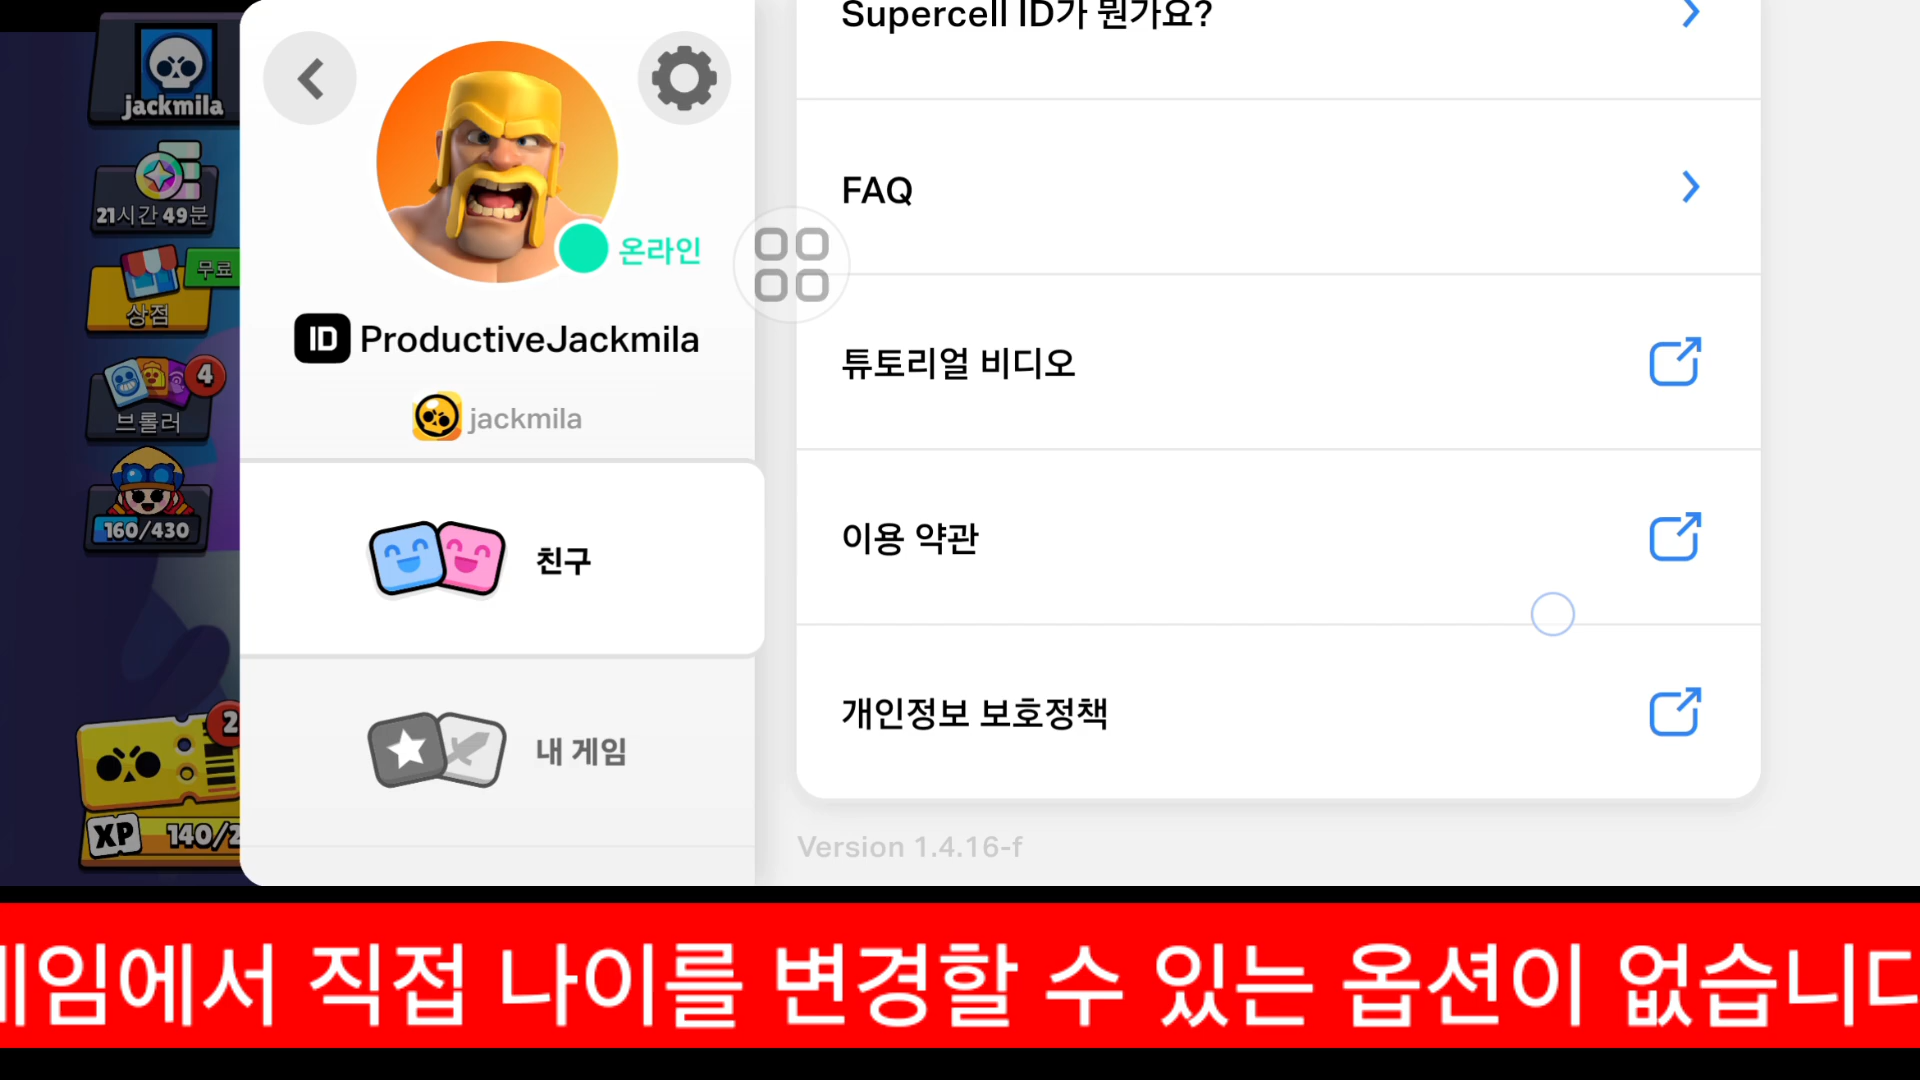 jackmila
21시간 49분
무료
상점
4
브롤러
160/430
2
XP 140/2
온라인
ID ProductiveJackmila
jackmila
친구
내 게임
Supercell ID가 뭔가요?
FAQ
튜토리얼 비디오
이용 약관
개인정보 보호정책
Version 1.4.16-f
게임에서 직접 나이를 변경할 수 있는 옵션이 없습니다